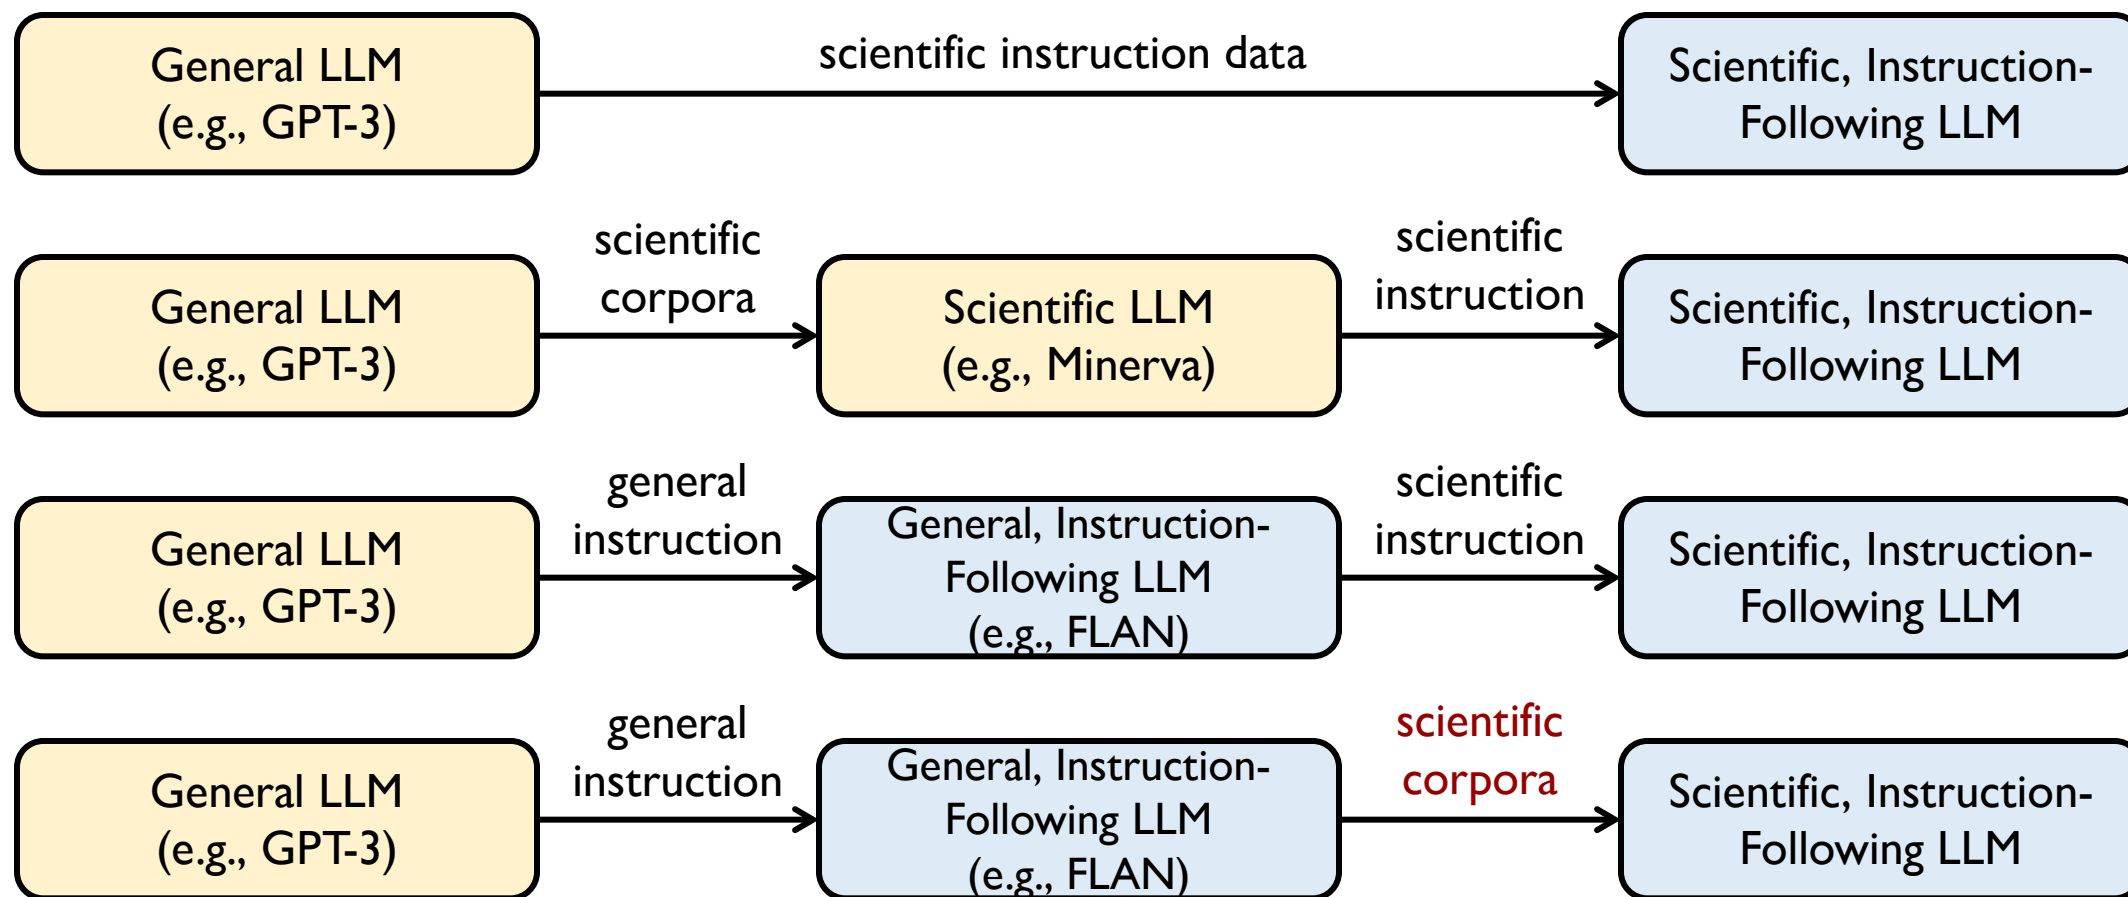 General LLM
(e.g., GPT-3)
scientific instruction data
Scientific, Instruction-
Following LLM
General LLM
(e.g., GPT-3)
scientific
corpora
Scientific LLM
(e.g., Minerva)
scientific
instruction
Scientific, Instruction-
Following LLM
General LLM
(e.g., GPT-3)
general
instruction
General, Instruction-
Following LLM
(e.g., FLAN)
scientific
instruction
Scientific, Instruction-
Following LLM
General LLM
(e.g., GPT-3)
general
instruction
General, Instruction-
Following LLM
(e.g., FLAN)
scientific
corpora
Scientific, Instruction-
Following LLM